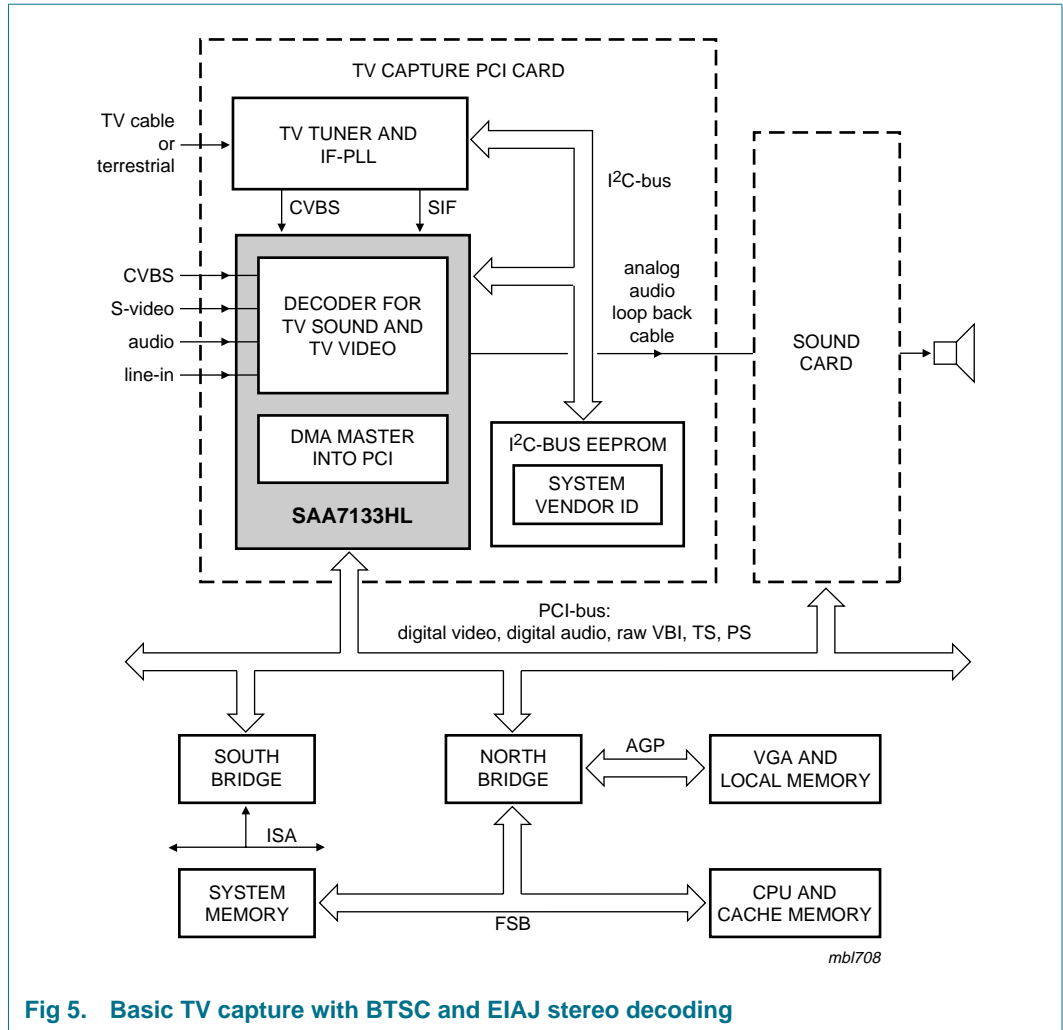 TV CAPTURE PCI CARD
TV cable
or
terrestrial
TV TUNER AND
IF-PLL
I²C-bus
CVBS
SIF
CVBS
S-video
audio
line-in
DECODER FOR
TV SOUND AND
TV VIDEO
analog
audio
loop back
cable
SOUND
CARD
DMA MASTER
INTO PCI
SAA7133HL
I²C-BUS EEPROM
SYSTEM
VENDOR ID
PCI-bus:
digital video, digital audio, raw VBI, TS, PS
SOUTH
BRIDGE
NORTH
BRIDGE
AGP
VGA AND
LOCAL MEMORY
ISA
SYSTEM
MEMORY
FSB
CPU AND
CACHE MEMORY
mbl708
Fig 5. Basic TV capture with BTSC and EIAJ stereo decoding